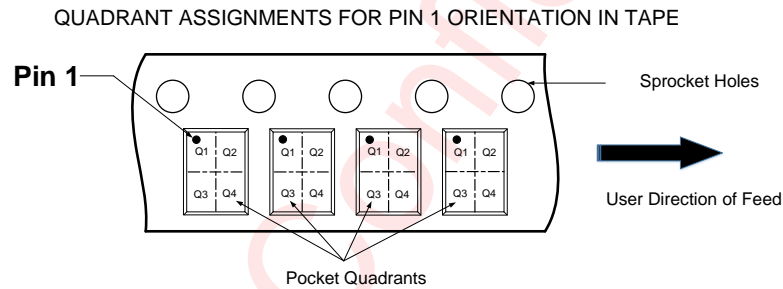 QUADRANT ASSIGNMENTS FOR PIN 1 ORIENTATION IN TAPE
Pin 1
Sprocket Holes
Q1 Q2 Q1 Q2 Q1 Q2 Q1 Q2
Q3 Q4 Q3 Q4 Q3 Q4 Q3 Q4
User Direction of Feed
Pocket Quadrants